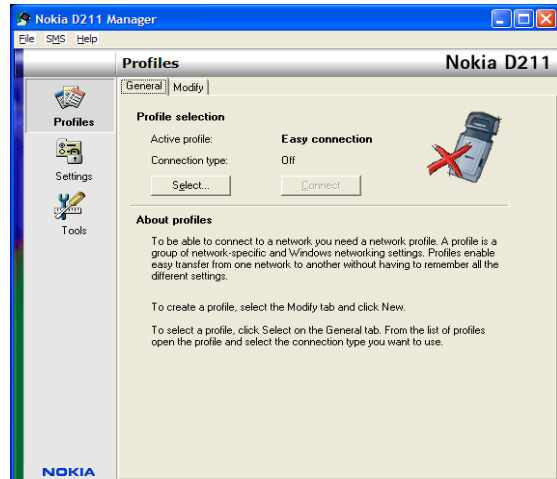 Nokia D211 Manager
File SMS Help
Profiles Nokia D211
General Modify
Profiles
Settings
Tools
Profile selection
Active profile: Easy connection
Connection type: Off
Select... Connect
About profiles
To be able to connect to a network you need a network profile. A profile is a
group of network-specific and Windows networking settings. Profiles enable
easy transfer from one network to another without having to remember all the
different settings.
To create a profile, select the Modify tab and click New.
To select a profile, click Select on the General tab. From the list of profiles
open the profile and select the connection type you want to use.
NOKIA